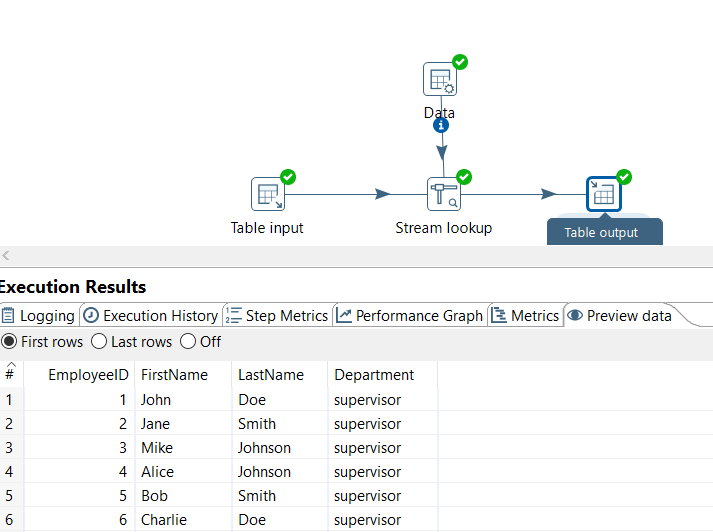 Data
Table input
Stream lookup
Table output
Execution Results
Logging Execution History Step Metrics Performance Graph Metrics Preview data
First rows Last rows Off
# EmployeeID FirstName LastName Department
1 1 John Doe supervisor
2 2 Jane Smith supervisor
3 3 Mike Johnson supervisor
4 4 Alice Johnson supervisor
5 5 Bob Smith supervisor
6 6 Charlie Doe supervisor